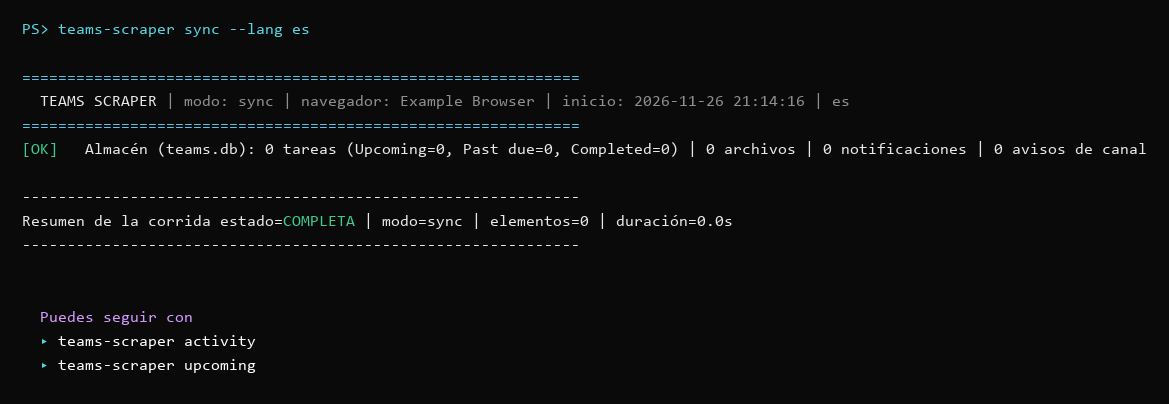 PS> teams-scraper sync --lang es
==============================================================
TEAMS SCRAPER │ modo: sync │ navegador: Example Browser │ inicio: 2026-11-26 21:14:16 │ es
==============================================================
[OK]   Almacén (teams.db): 0 tareas (Upcoming=0, Past due=0, Completed=0) │ 0 archivos │ 0 notificaciones │ 0 avisos de canal
--------------------------------------------------------------
Resumen de la corrida estado=COMPLETA │ modo=sync │ elementos=0 │ duración=0.0s
--------------------------------------------------------------
Puedes seguir con
▸ teams-scraper activity
▸ teams-scraper upcoming